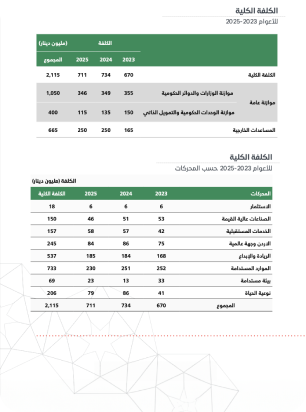 الكلفة الكلية
للأعوام 2023-2025
الكلفة (مليون دينار)
2023 2024 2025 المجموع
الكلفة الكلية 670 734 711 2,115
موازنة عامة
موازنة الوزارات والدوائر الحكومية 355 349 346 1,050
موازنة الوحدات الحكومية والتمويل الذاتي 150 135 115 400
المساعدات الخارجية 165 250 250 665
الكلفة الكلية
للأعوام 2023-2025 حسب المحركات
الكلفة (مليون دينار)
المحركات 2023 2024 2025 الكلفة الكلية
الاستثمار 6 6 6 18
الصناعات عالية القيمة 53 51 46 150
الخدمات المستقبلية 42 57 58 157
الاردن وجهة عالمية 75 86 84 245
الريادة والإبداع 168 184 185 537
الموارد المستدامة 251 252 230 733
بيئة مستدامة 33 13 23 69
نوعية الحياة 41 86 79 206
المجموع 670 734 711 2,115